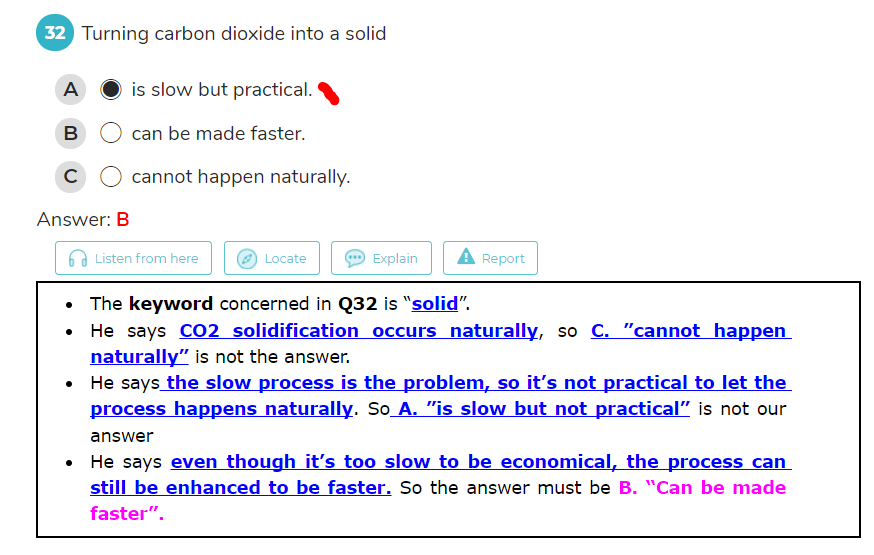 32 Turning carbon dioxide into a solid
A is slow but practical.
B can be made faster.
C cannot happen naturally.
Answer: B
Listen from here Locate Explain Report
• The keyword concerned in Q32 is “solid”.
• He says CO2 solidification occurs naturally, so C. ”cannot happen
naturally” is not the answer.
• He says the slow process is the problem, so it’s not practical to let the
process happens naturally. So A. ”is slow but not practical” is not our
answer
• He says even though it’s too slow to be economical, the process can
still be enhanced to be faster. So the answer must be B. “Can be made
faster”.